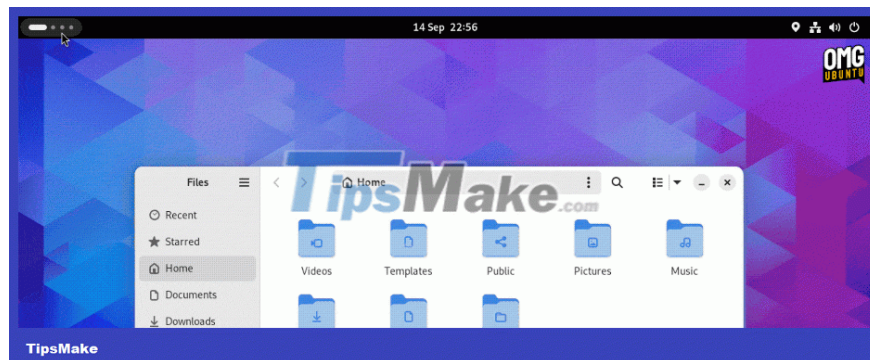 14 Sep 22:56
OMG
UBUNTU
Files
Home
TipsMake.com
Recent
Starred
Home
Documents
Downloads
Videos
Templates
Public
Pictures
Music
TipsMake